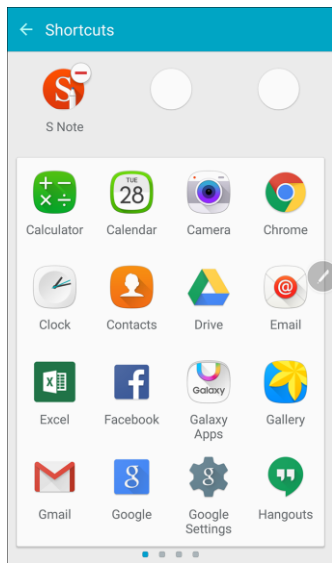 Shortcuts
S Note
Calculator Calendar Camera Chrome
TUE
28
Clock Contacts Drive Email
Excel Facebook Galaxy Apps Gallery
Galaxy
Gmail Google Google Settings Hangouts